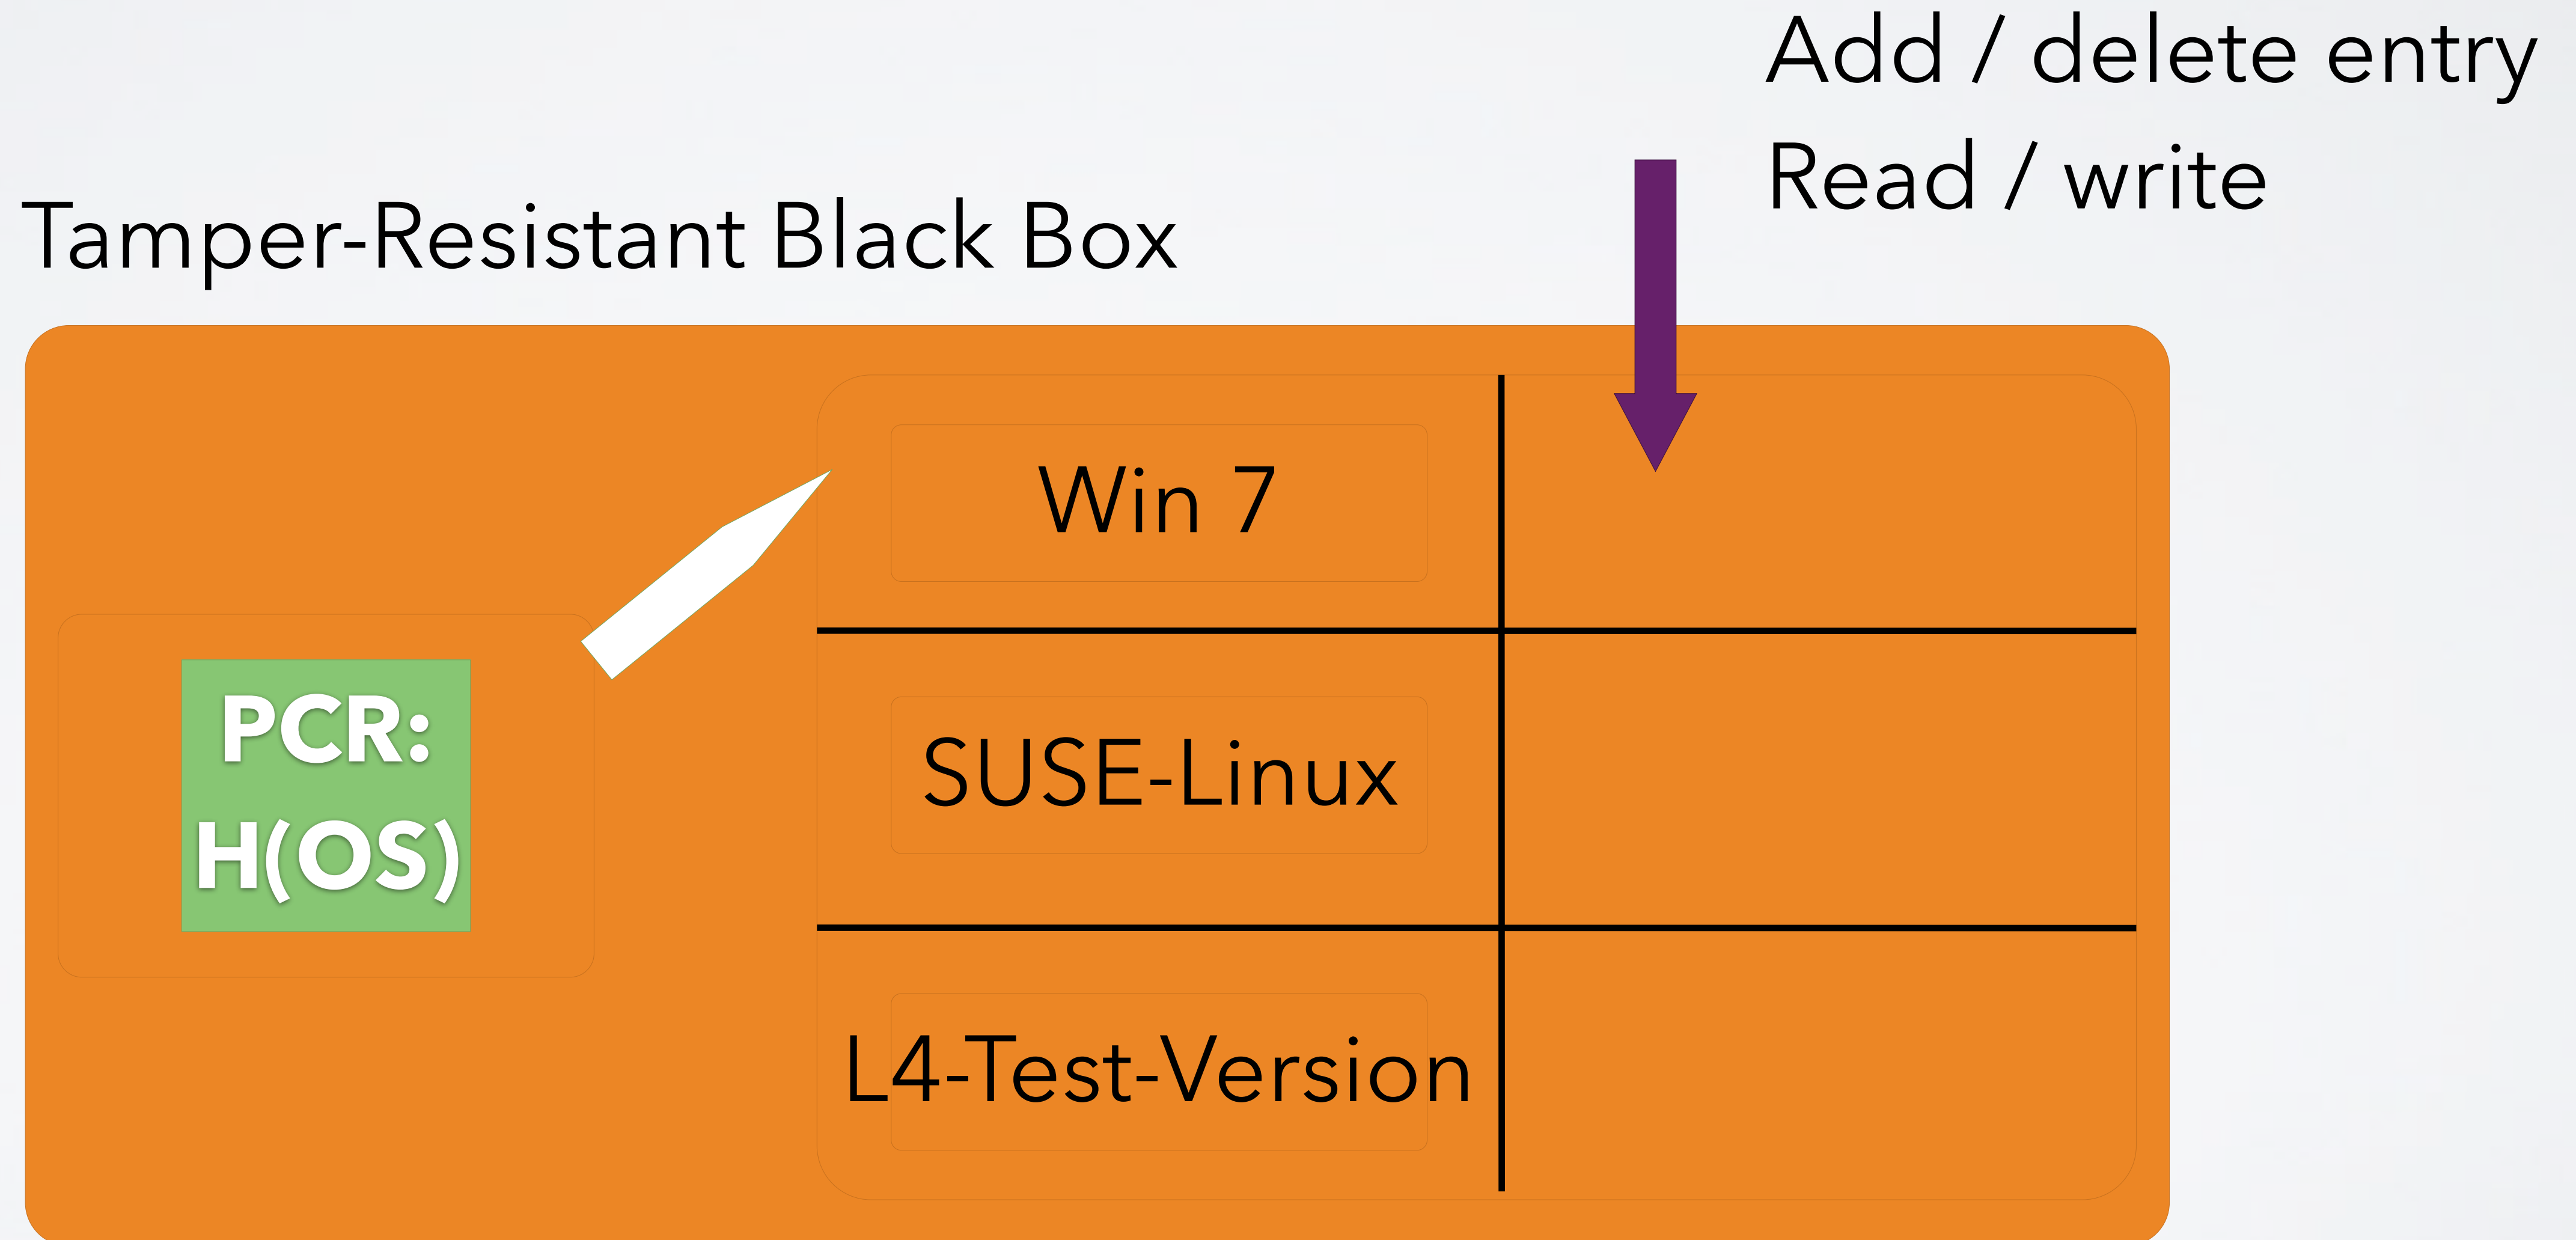 Add / delete entry
Read / write
Tamper-Resistant Black Box
Win 7
PCR:
H(OS)
SUSE-Linux
L4-Test-Version